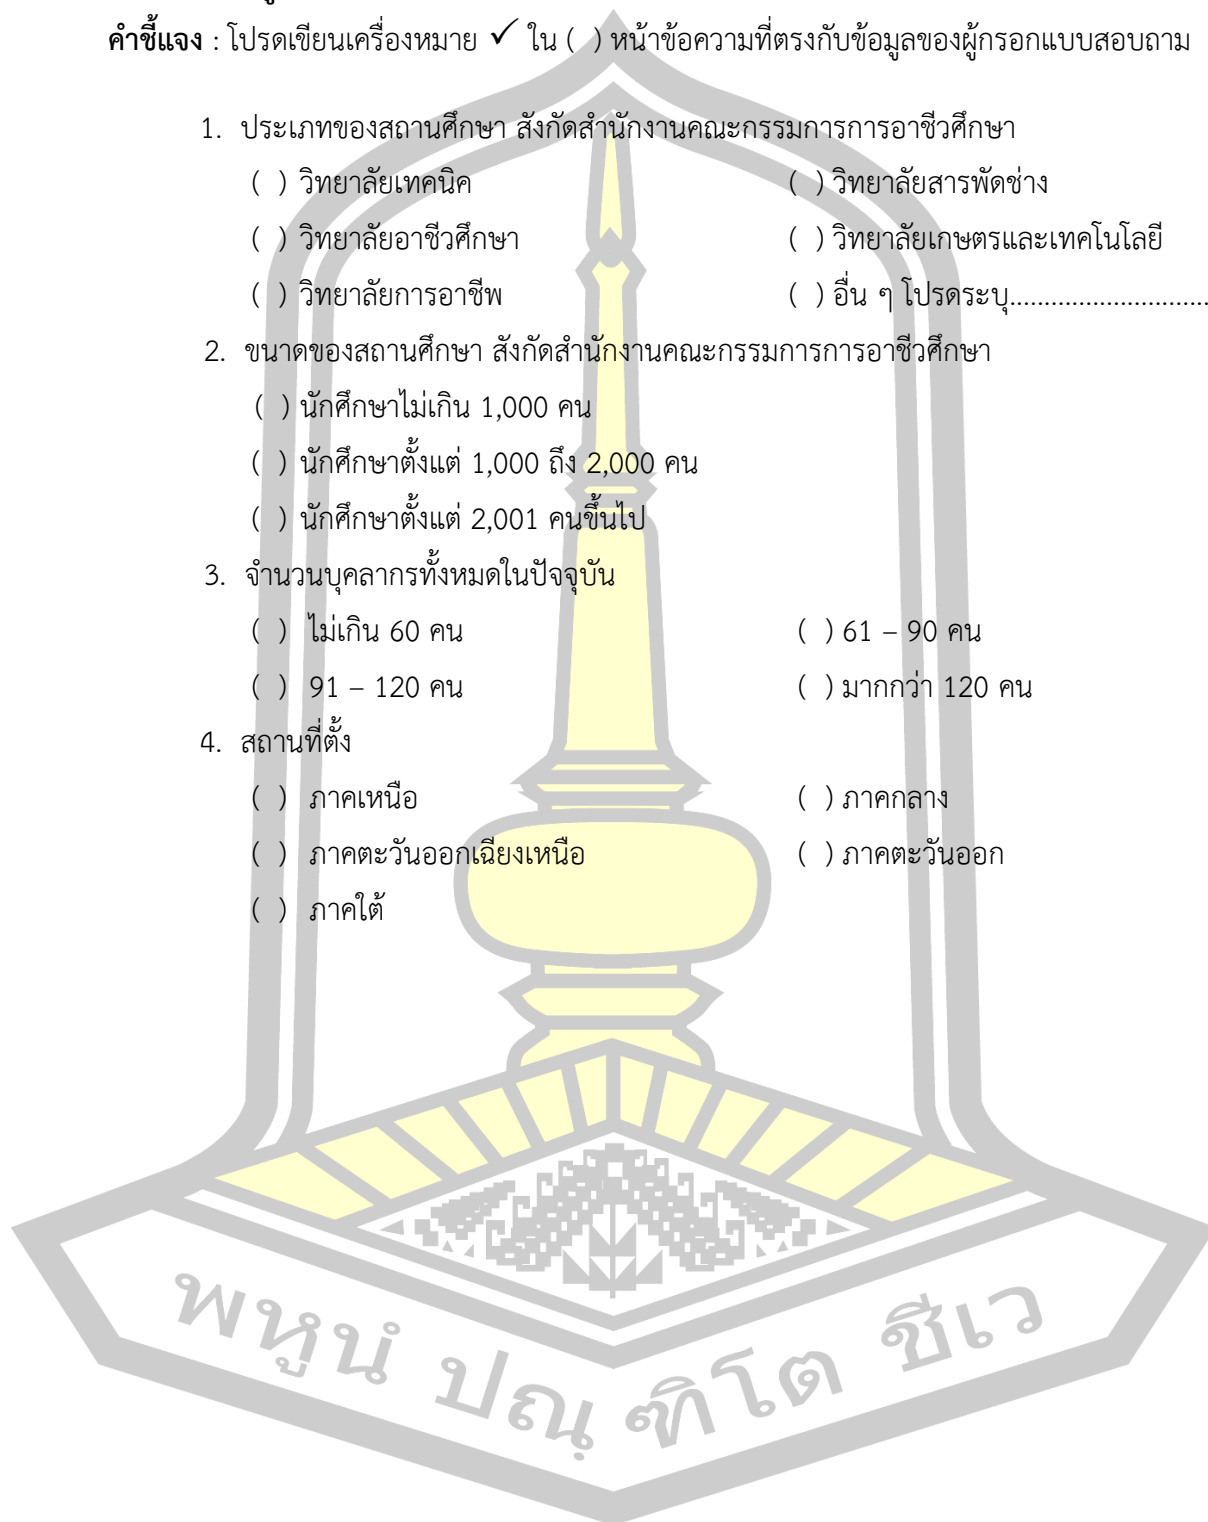 คำชี้แจง : โปรดเขียนเครื่องหมาย ✓ ใน ( ) หน้าข้อความที่ตรงกับข้อมูลของผู้กรอกแบบสอบถาม
1. ประเภทของสถานศึกษา สังกัดสำนักงานคณะกรรมการการอาชีวศึกษา
( ) วิทยาลัยเทคนิค ( ) วิทยาลัยสารพัดช่าง
( ) วิทยาลัยอาชีวศึกษา ( ) วิทยาลัยเกษตรและเทคโนโลยี
( ) วิทยาลัยการอาชีพ ( ) อื่น ๆ โปรดระบุ.............................
2. ขนาดของสถานศึกษา สังกัดสำนักงานคณะกรรมการการอาชีวศึกษา
( ) นักศึกษาไม่เกิน 1,000 คน
( ) นักศึกษาตั้งแต่ 1,000 ถึง 2,000 คน
( ) นักศึกษาตั้งแต่ 2,001 คนขึ้นไป
3. จำนวนบุคลากรทั้งหมดในปัจจุบัน
( ) ไม่เกิน 60 คน ( ) 61 – 90 คน
( ) 91 – 120 คน ( ) มากกว่า 120 คน
4. สถานที่ตั้ง
( ) ภาคเหนือ ( ) ภาคกลาง
( ) ภาคตะวันออกเฉียงเหนือ ( ) ภาคตะวันออก
( ) ภาคใต้
พหูนํ ปณฺ ฑิโต ชีเว